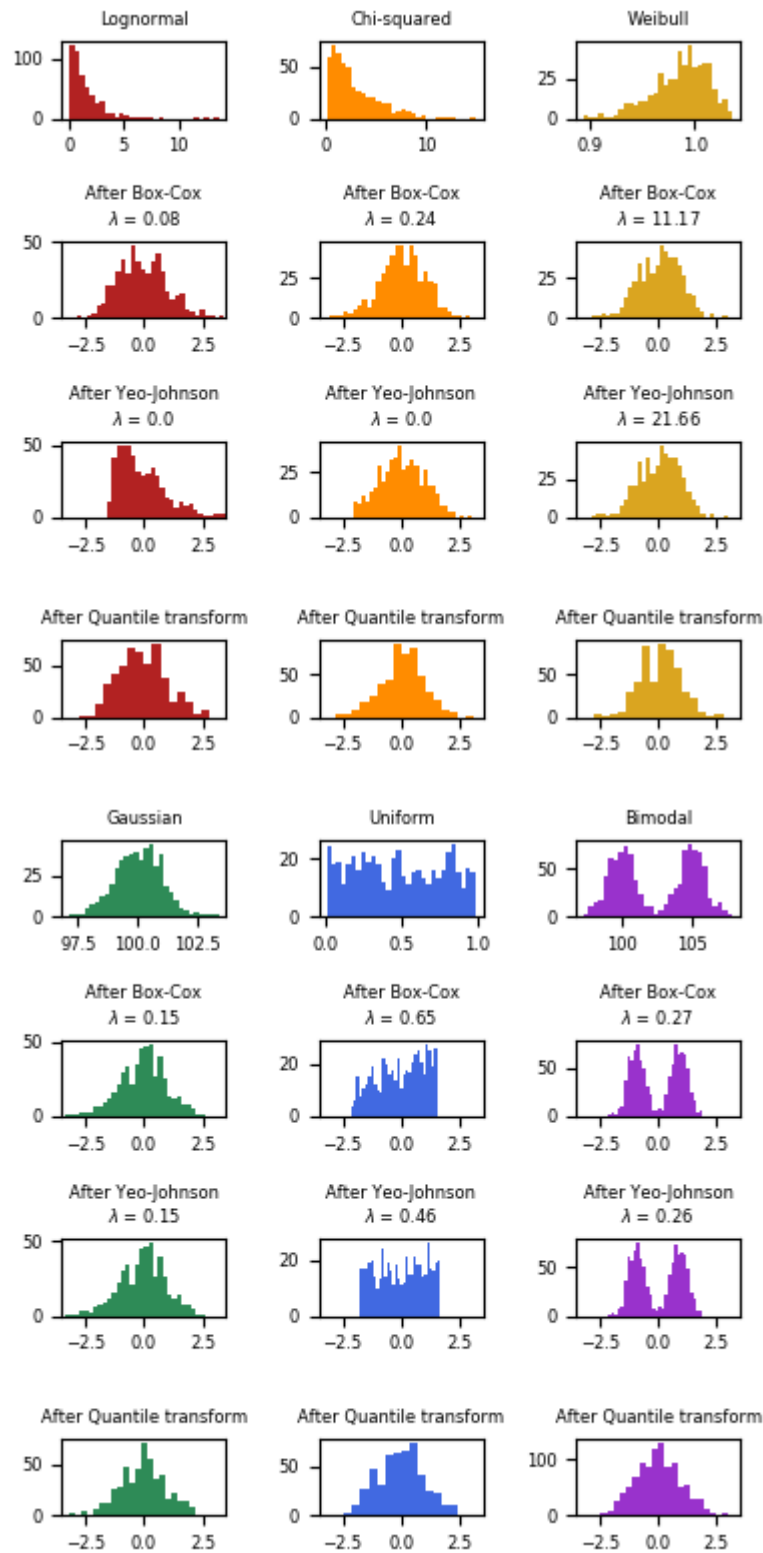 Lognormal Chi-squared Weibull
100 50 25
0 0 0
0 5 10 0 10 0.9 1.0
After Box-Cox After Box-Cox After Box-Cox
λ = 0.08 λ = 0.24 λ = 11.17
50 25 25
0 0 0
−2.5 0.0 2.5 −2.5 0.0 2.5 −2.5 0.0 2.5
After Yeo-Johnson After Yeo-Johnson After Yeo-Johnson
λ = 0.0 λ = 0.0 λ = 21.66
50 25 25
0 0 0
−2.5 0.0 2.5 −2.5 0.0 2.5 −2.5 0.0 2.5
After Quantile transform After Quantile transform After Quantile transform
50 50 50
0 0 0
−2.5 0.0 2.5 −2.5 0.0 2.5 −2.5 0.0 2.5
Gaussian Uniform Bimodal
25 20 50
0 0 0
97.5 100.0 102.5 0.0 0.5 1.0 100 105
After Box-Cox After Box-Cox After Box-Cox
λ = 0.15 λ = 0.65 λ = 0.27
50 20 50
0 0 0
−2.5 0.0 2.5 −2.5 0.0 2.5 −2.5 0.0 2.5
After Yeo-Johnson After Yeo-Johnson After Yeo-Johnson
λ = 0.15 λ = 0.46 λ = 0.26
50 20 50
0 0 0
−2.5 0.0 2.5 −2.5 0.0 2.5 −2.5 0.0 2.5
After Quantile transform After Quantile transform After Quantile transform
50 50 100
0 0 0
−2.5 0.0 2.5 −2.5 0.0 2.5 −2.5 0.0 2.5